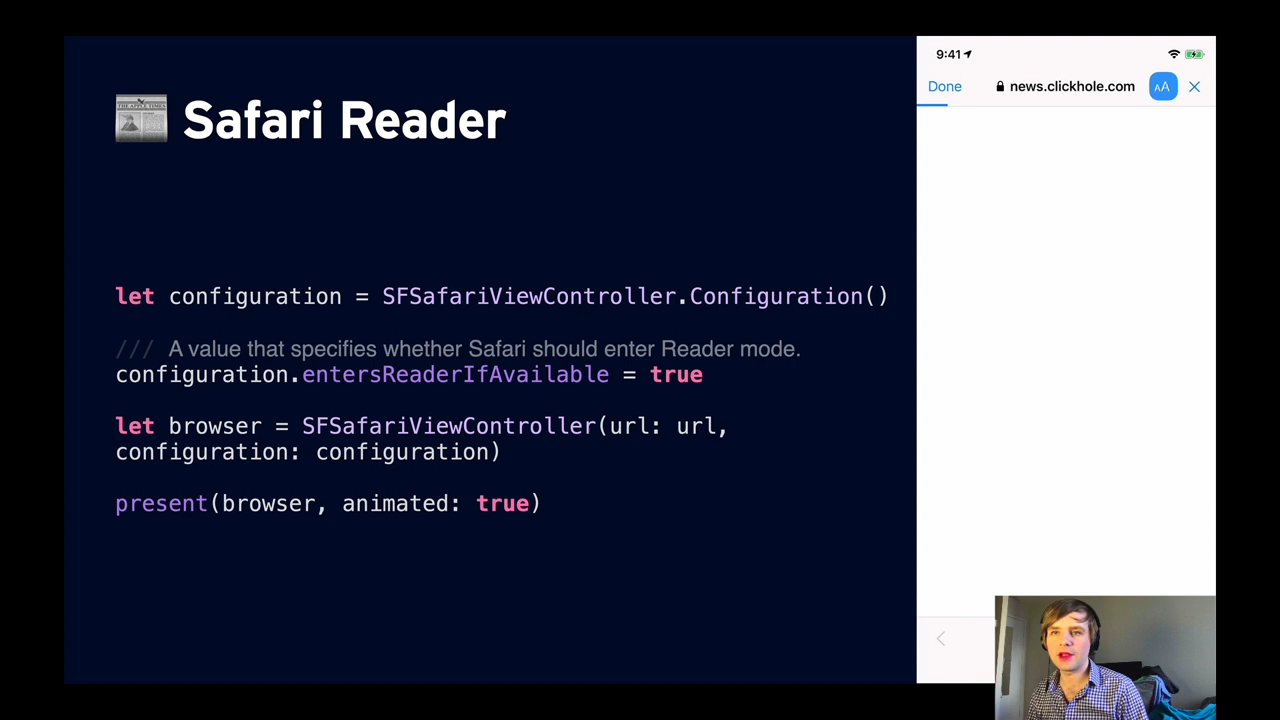 Safari Reader
let configuration = SFSafariViewController.Configuration()
/// A value that specifies whether Safari should enter Reader mode.
configuration.entersReaderIfAvailable = true
let browser = SFSafariViewController(url: url,
configuration: configuration)
present(browser, animated: true)
9:41
Done news.clickhole.com AA